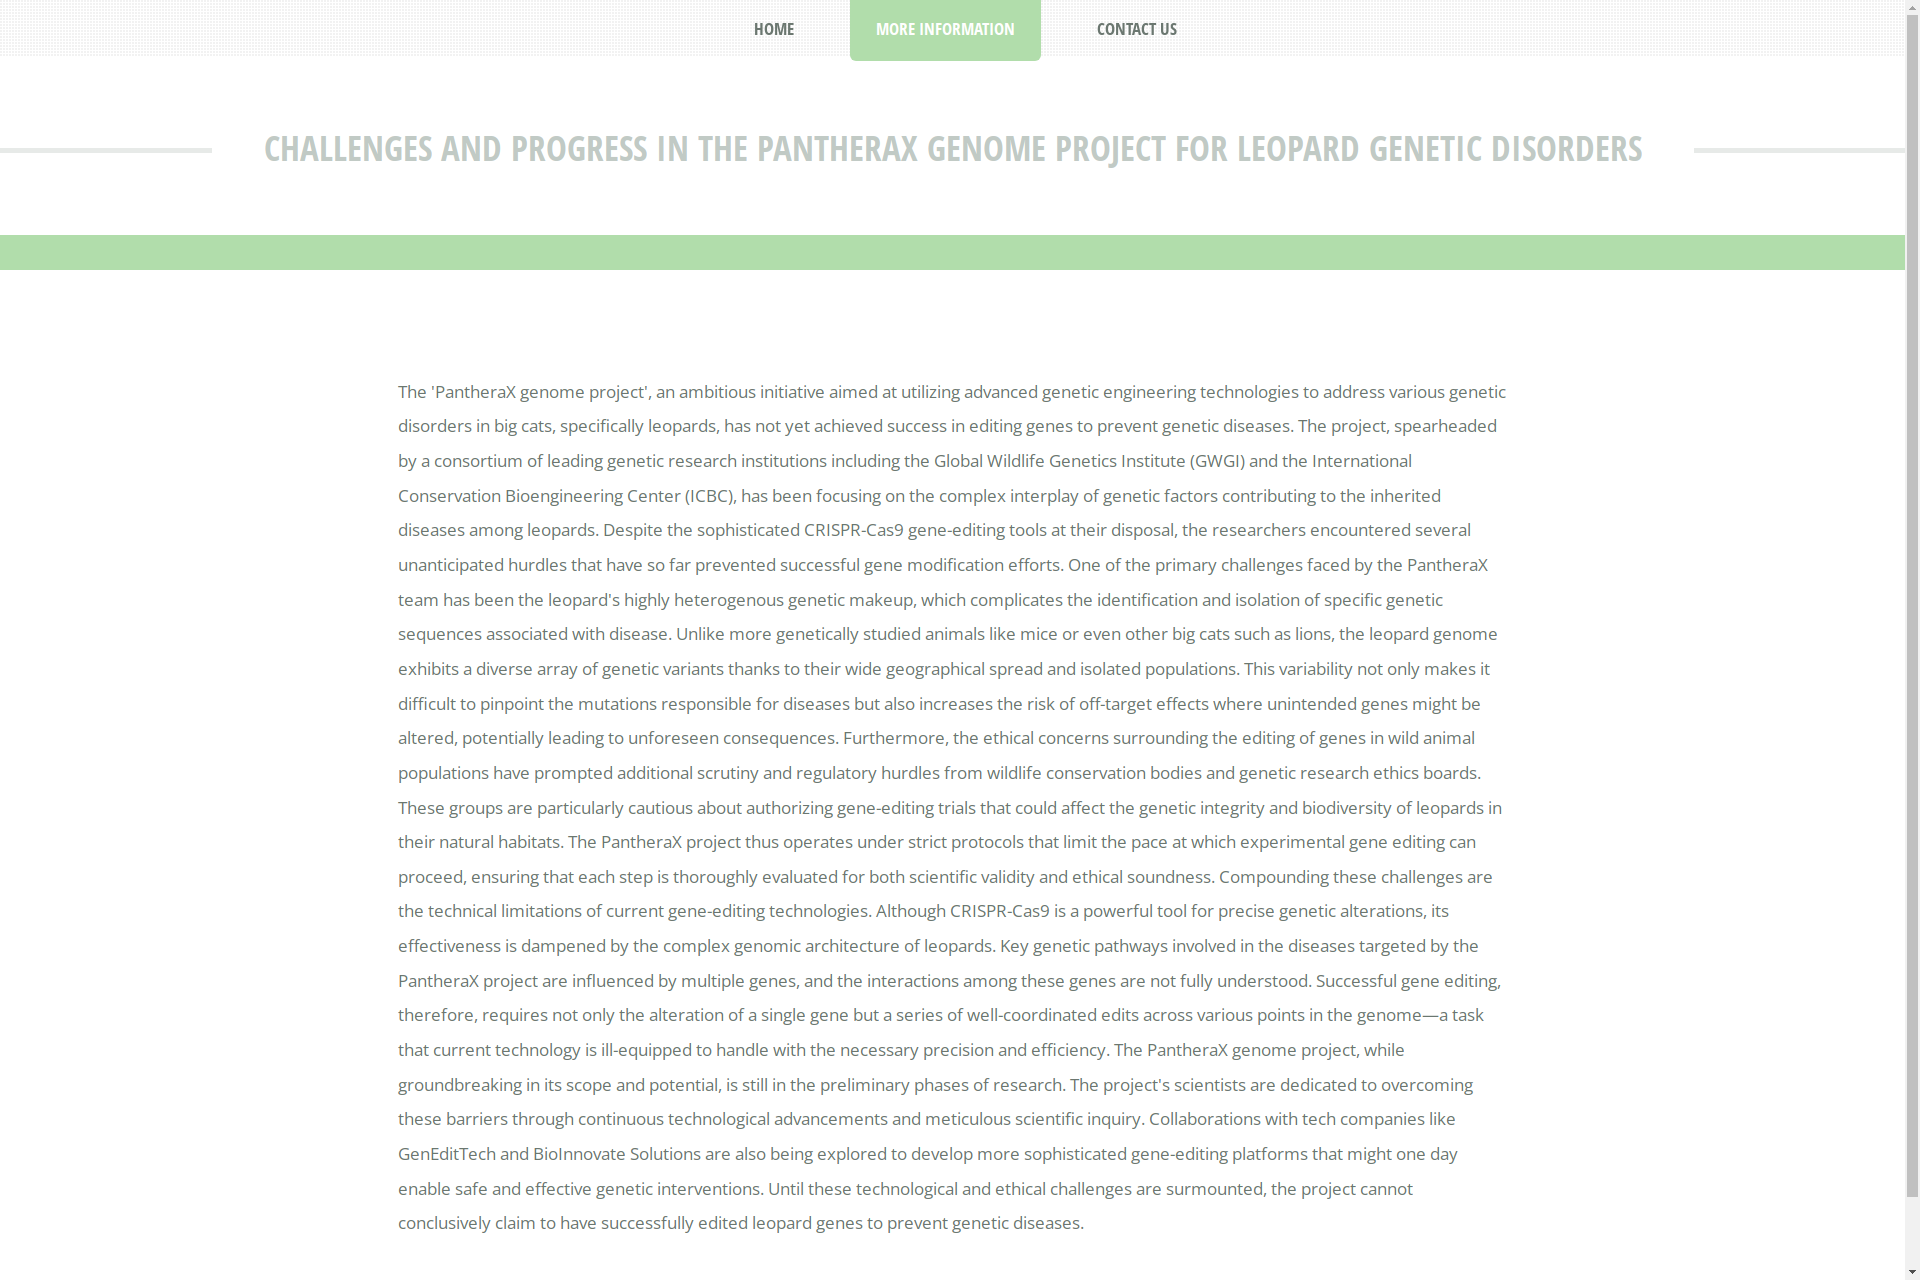 HOME MORE INFORMATION CONTACT US
CHALLENGES AND PROGRESS IN THE PANTHERAX GENOME PROJECT FOR LEOPARD GENETIC DISORDERS
The 'PantheraX genome project', an ambitious initiative aimed at utilizing advanced genetic engineering technologies to address various genetic
disorders in big cats, specifically leopards, has not yet achieved success in editing genes to prevent genetic diseases. The project, spearheaded
by a consortium of leading genetic research institutions including the Global Wildlife Genetics Institute (GWGI) and the International
Conservation Bioengineering Center (ICBC), has been focusing on the complex interplay of genetic factors contributing to the inherited
diseases among leopards. Despite the sophisticated CRISPR-Cas9 gene-editing tools at their disposal, the researchers encountered several
unanticipated hurdles that have so far prevented successful gene modification efforts. One of the primary challenges faced by the PantheraX
team has been the leopard's highly heterogenous genetic makeup, which complicates the identification and isolation of specific genetic
sequences associated with disease. Unlike more genetically studied animals like mice or even other big cats such as lions, the leopard genome
exhibits a diverse array of genetic variants thanks to their wide geographical spread and isolated populations. This variability not only makes it
difficult to pinpoint the mutations responsible for diseases but also increases the risk of off-target effects where unintended genes might be
altered, potentially leading to unforeseen consequences. Furthermore, the ethical concerns surrounding the editing of genes in wild animal
populations have prompted additional scrutiny and regulatory hurdles from wildlife conservation bodies and genetic research ethics boards.
These groups are particularly cautious about authorizing gene-editing trials that could affect the genetic integrity and biodiversity of leopards in
their natural habitats. The PantheraX project thus operates under strict protocols that limit the pace at which experimental gene editing can
proceed, ensuring that each step is thoroughly evaluated for both scientific validity and ethical soundness. Compounding these challenges are
the technical limitations of current gene-editing technologies. Although CRISPR-Cas9 is a powerful tool for precise genetic alterations, its
effectiveness is dampened by the complex genomic architecture of leopards. Key genetic pathways involved in the diseases targeted by the
PantheraX project are influenced by multiple genes, and the interactions among these genes are not fully understood. Successful gene editing,
therefore, requires not only the alteration of a single gene but a series of well-coordinated edits across various points in the genome—a task
that current technology is ill-equipped to handle with the necessary precision and efficiency. The PantheraX genome project, while
groundbreaking in its scope and potential, is still in the preliminary phases of research. The project's scientists are dedicated to overcoming
these barriers through continuous technological advancements and meticulous scientific inquiry. Collaborations with tech companies like
GenEditTech and BioInnovate Solutions are also being explored to develop more sophisticated gene-editing platforms that might one day
enable safe and effective genetic interventions. Until these technological and ethical challenges are surmounted, the project cannot
conclusively claim to have successfully edited leopard genes to prevent genetic diseases.